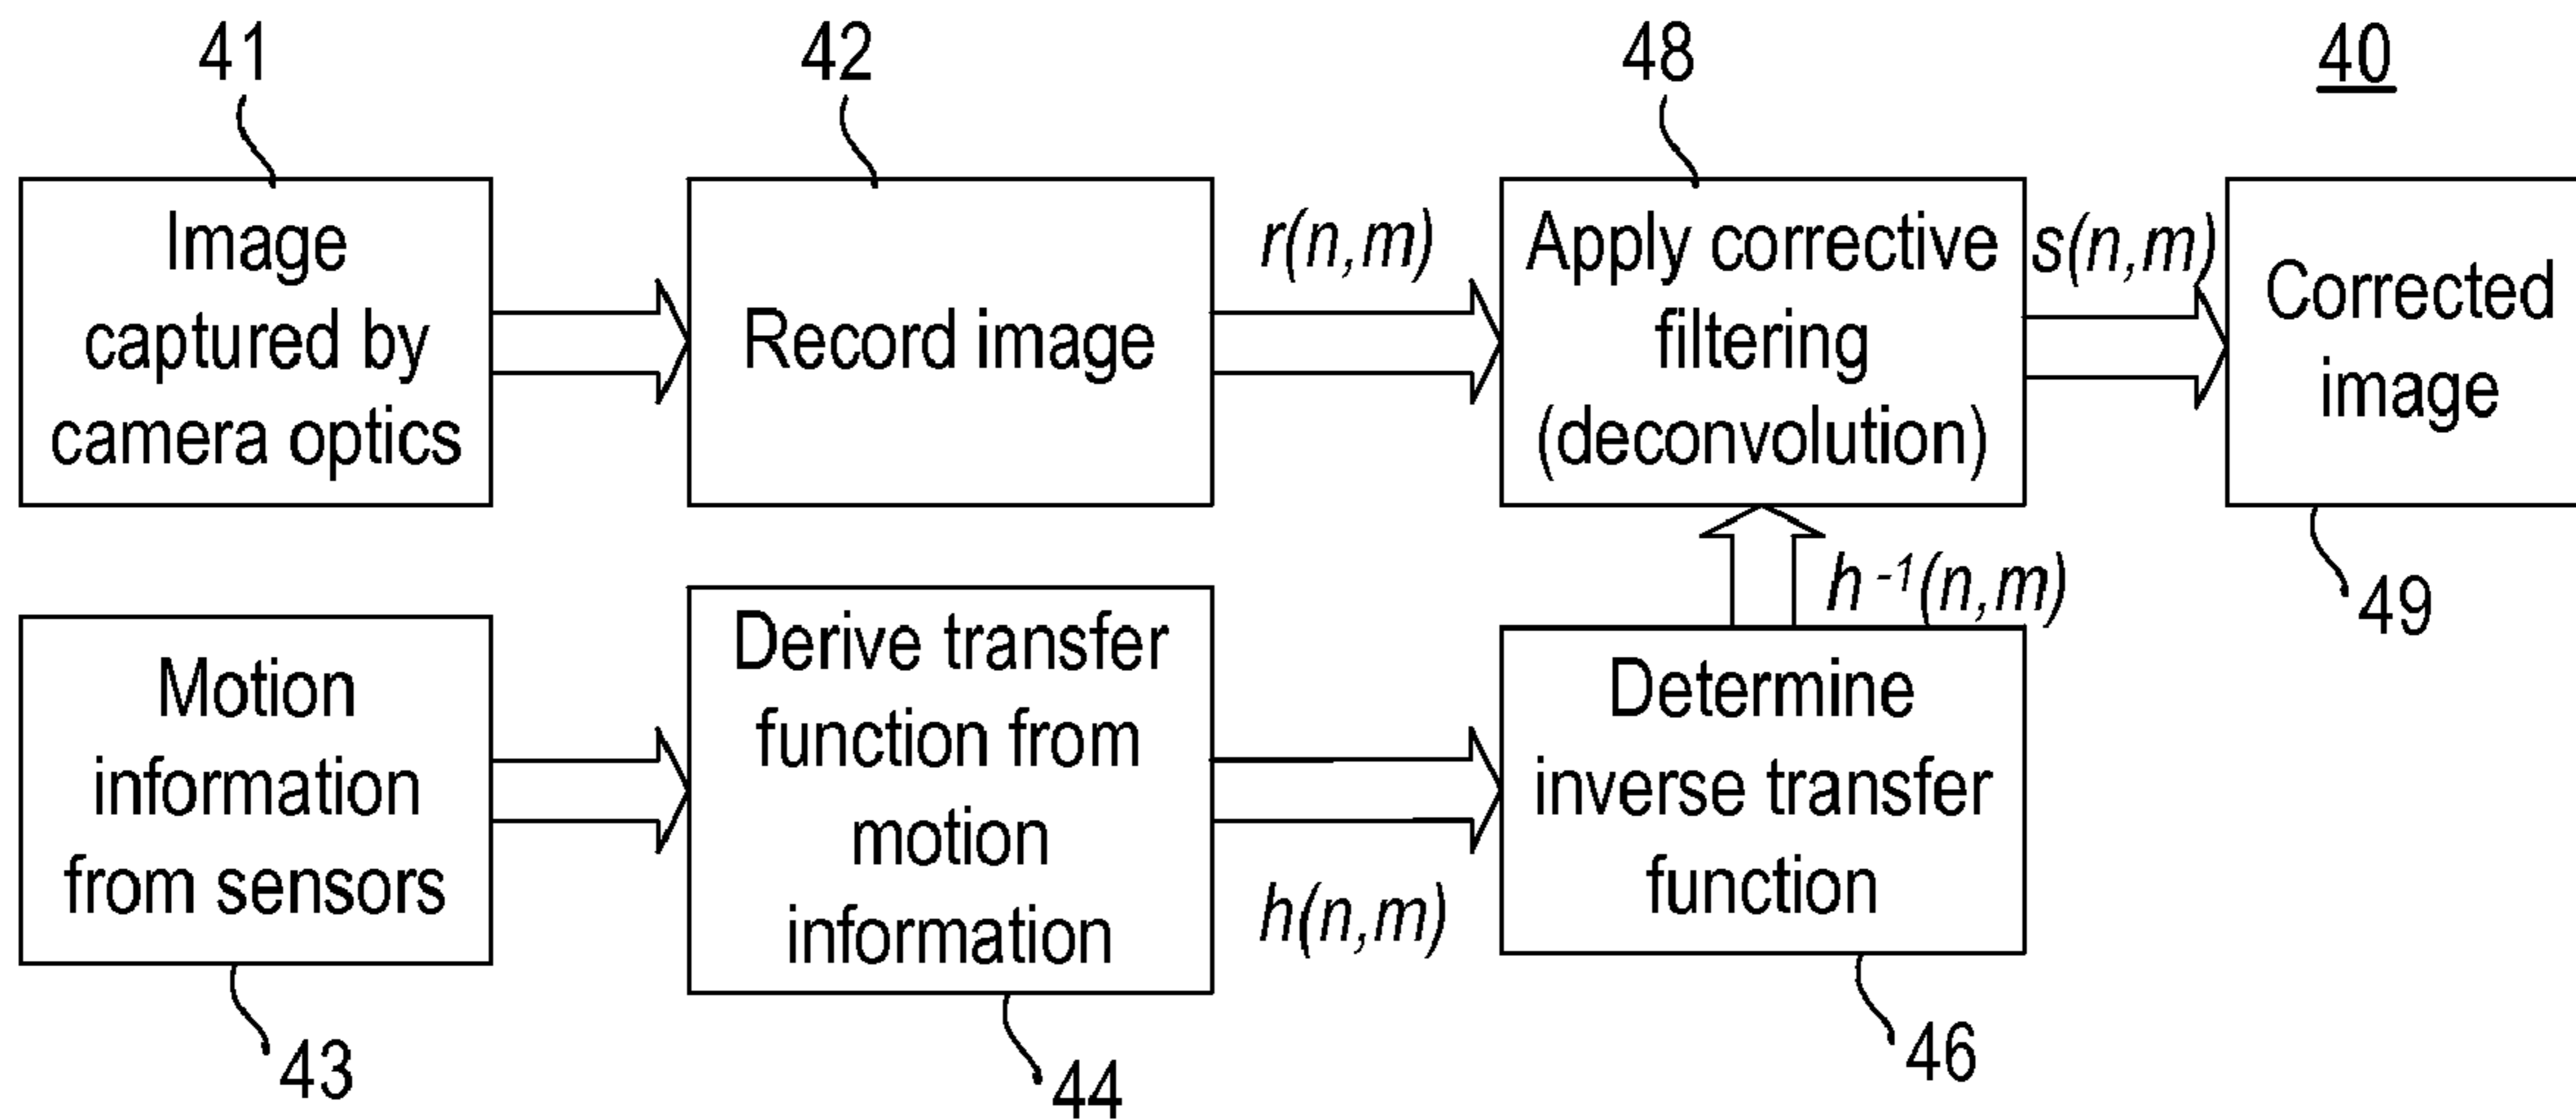 41
42
48
40
Image
captured by
camera optics
Record image
r(n,m)
Apply corrective
filtering
(deconvolution)
s(n,m)
Corrected
image
49
Motion
information
from sensors
43
Derive transfer
function from
motion
information
44
h(n,m)
h⁻¹(n,m)
Determine
inverse transfer
function
46